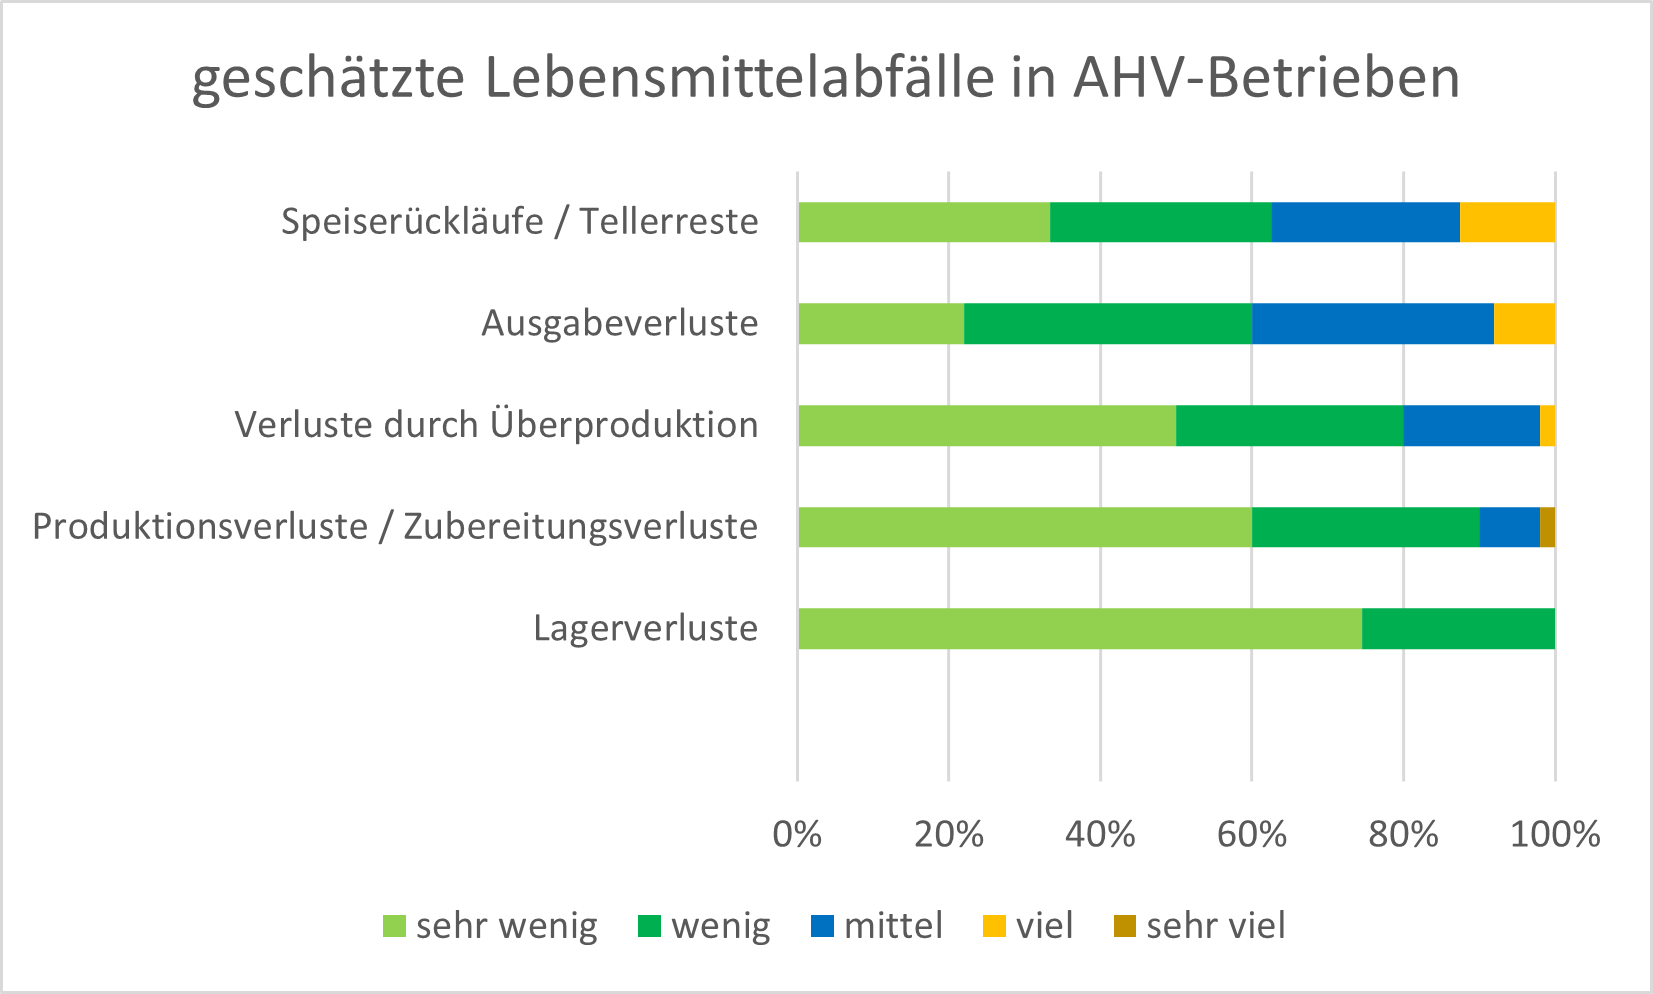 geschätzte Lebensmittelabfälle in AHV-Betrieben
Speiserückläufe / Tellerreste
Ausgabeverluste
Verluste durch Überproduktion
Produktionsverluste / Zubereitungsverluste
Lagerverluste
0% 20% 40% 60% 80% 100%
sehr wenig wenig mittel viel sehr viel